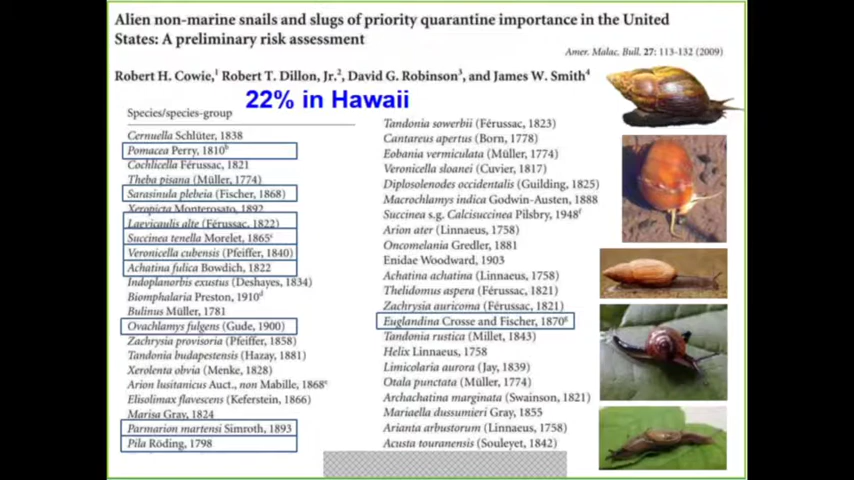 Alien non-marine snails and slugs of priority quarantine importance in the United
States: A preliminary risk assessment
Amer. Malac. Bull. 27: 113-132 (2009)
Robert H. Cowie,¹ Robert T. Dillon, Jr.², David G. Robinson,³ and James W. Smith⁴
22% in Hawaii
Species/species-group
Cernuella Schlüter, 1838
Pomacea Perry, 1810ᵇ
Cochlicella Férussac, 1821
Theba pisana (Müller, 1774)
Sarasinula plebeia (Fischer, 1868)
Xeropicta Monterosato, 1892
Laevicaulis alte (Férussac, 1822)
Succinea tenella Morelet, 1865ᶜ
Veronicella cubensis (Pfeiffer, 1840)
Achatina fulica Bowdich, 1822
Indoplanorbis exustus (Deshayes, 1834)
Biomphalaria Preston, 1910ᵈ
Bulinus Müller, 1781
Ovachlamys fulgens (Gude, 1900)
Zachrysia provisoria (Pfeiffer, 1858)
Tandonia budapestensis (Hazay, 1881)
Xerolenta obvia (Menke, 1828)
Arion lusitanicus Auct., non Mabille, 1868ᵉ
Elisolimax flavescens (Keferstein, 1866)
Marisa Gray, 1824
Parmarion martensi Simroth, 1893
Pila Röding, 1798
Tandonia sowerbii (Férussac, 1823)
Cantareus apertus (Born, 1778)
Eobania vermiculata (Müller, 1774)
Veronicella sloanei (Cuvier, 1817)
Diplosolenodes occidentalis (Guilding, 1825)
Macrochlamys indica Godwin-Austen, 1888
Succinea s.g. Calcisuccinea Pilsbry, 1948ᶠ
Arion ater (Linnaeus, 1758)
Oncomelania Gredler, 1881
Enidae Woodward, 1903
Achatina achatina (Linnaeus, 1758)
Thelidomus aspera (Férussac, 1821)
Zachrysia auricoma (Férussac, 1821)
Euglandina Crosse and Fischer, 1870ᵍ
Tandonia rustica (Millet, 1843)
Helix Linnaeus, 1758
Limicolaria aurora (Jay, 1839)
Otala punctata (Müller, 1774)
Archachatina marginata (Swainson, 1821)
Mariaella dussumieri Gray, 1855
Arianta arbustorum (Linnaeus, 1758)
Acusta touranensis (Souleyet, 1842)